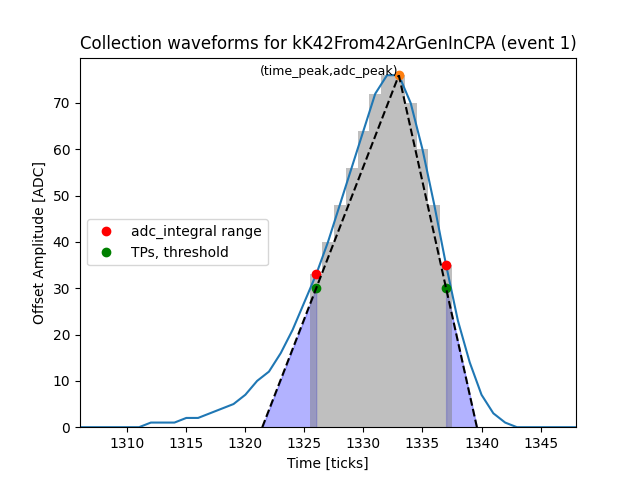 Collection waveforms for kK42From42ArGenInCPA (event 1)
(time_peak,adc_peak)
70
60
50
40
30
20
10
0
Offset Amplitude [ADC]
adc_integral range
TPs, threshold
1310 1315 1320 1325 1330 1335 1340 1345
Time [ticks]